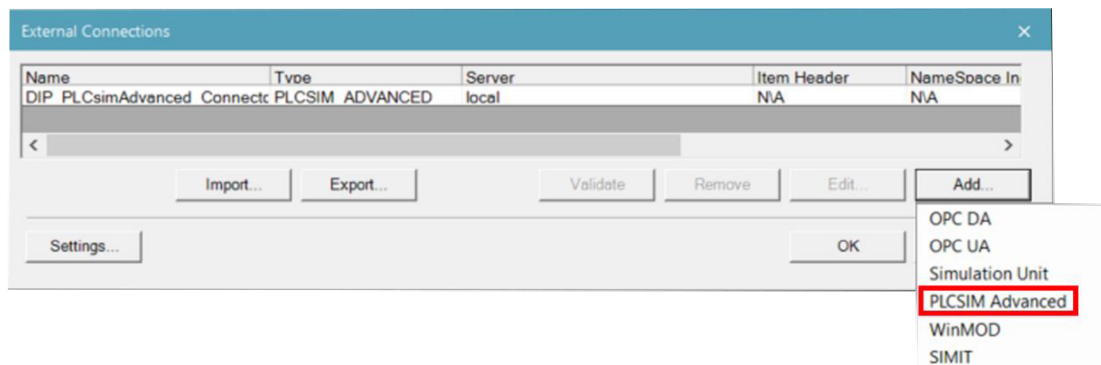 External Connections
Name Type Server Item Header NameSpace In
DIP_PLCsimAdvanced_Connecto PLCSIM_ADVANCED local N\A N\A
Import... Export... Validate Remove Edit... Add...
Settings... OK
OPC DA
OPC UA
Simulation Unit
PLCSIM Advanced
WinMOD
SIMIT